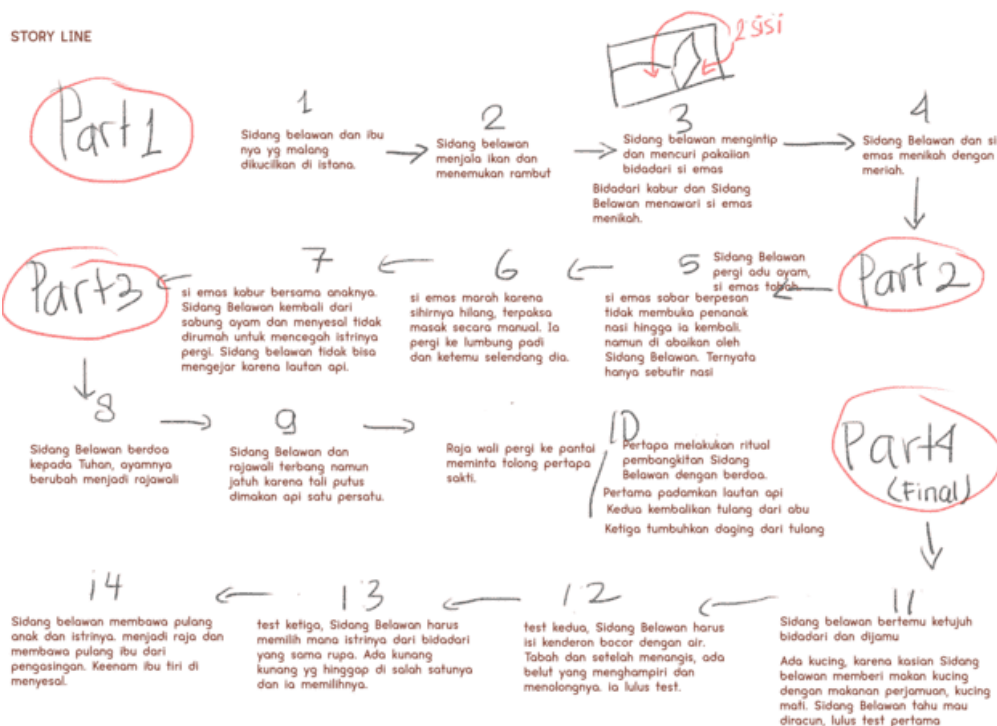 STORY LINE
2 sisi
Part 1
1
Sidang belawan dan ibu
nya yg malang
dikucilkan di istana.
2
Sidang belawan
menjala ikan dan
menemukan rambut
3
Sidang belawan mengintip
dan mencuri pakaian
bidadari si emas
Bidadari kabur dan Sidang
Belawan menawari si emas
menikah.
4
Sidang Belawan dan si
emas menikah dengan
meriah.
Part 2
5
Sidang Belawan
pergi adu ayam,
si emas tabah.
si emas sabar berpesan
tidak membuka penanak
nasi hingga ia kembali.
namun di abaikan oleh
Sidang Belawan. Ternyata
hanya sebutir nasi
6
si emas marah karena
sihirnya hilang, terpaksa
masak secara manual. Ia
pergi ke lumbung padi
dan ketemu selendang dia.
7
si emas kabur bersama anaknya.
Sidang Belawan kembali dari
sabung ayam dan menyesal tidak
dirumah untuk mencegah istrinya
pergi. Sidang belawan tidak bisa
mengejar karena lautan api.
Part 3
8
Sidang Belawan berdoa
kepada Tuhan, ayamnya
berubah menjadi rajawali
9
Sidang Belawan dan
rajawali terbang namun
jatuh karena tali putus
dimakan api satu persatu.
Raja wali pergi ke pantai
meminta tolong pertapa
sakti.
10
Pertapa melakukan ritual
pembangkitan Sidang
Belawan dengan berdoa.
Pertama padamkan lautan api
Kedua kembalikan tulang dari abu
Ketiga tumbuhkan daging dari tulang
Part 4
(Final)
11
Sidang belawan bertemu ketujuh
bidadari dan dijamu
Ada kucing, karena kasian Sidang
belawan memberi makan kucing
dengan makanan perjamuan, kucing
mati. Sidang Belawan tahu mau
diracun, lulus test pertama
12
test kedua, Sidang Belawan harus
isi kenderan bocor dengan air.
Tabah dan setelah menangis, ada
belut yang menghampiri dan
menolongnya. ia lulus test.
13
test ketiga, Sidang Belawan harus
memilih mana istrinya dari bidadari
yang sama rupa. Ada kunang
kunang yg hinggap di salah satunya
dan ia memilihnya.
14
Sidang belawan membawa pulang
anak dan istrinya. menjadi raja dan
membawa pulang ibu dari
pengasingan. Keenam ibu tiri di
menyesal.